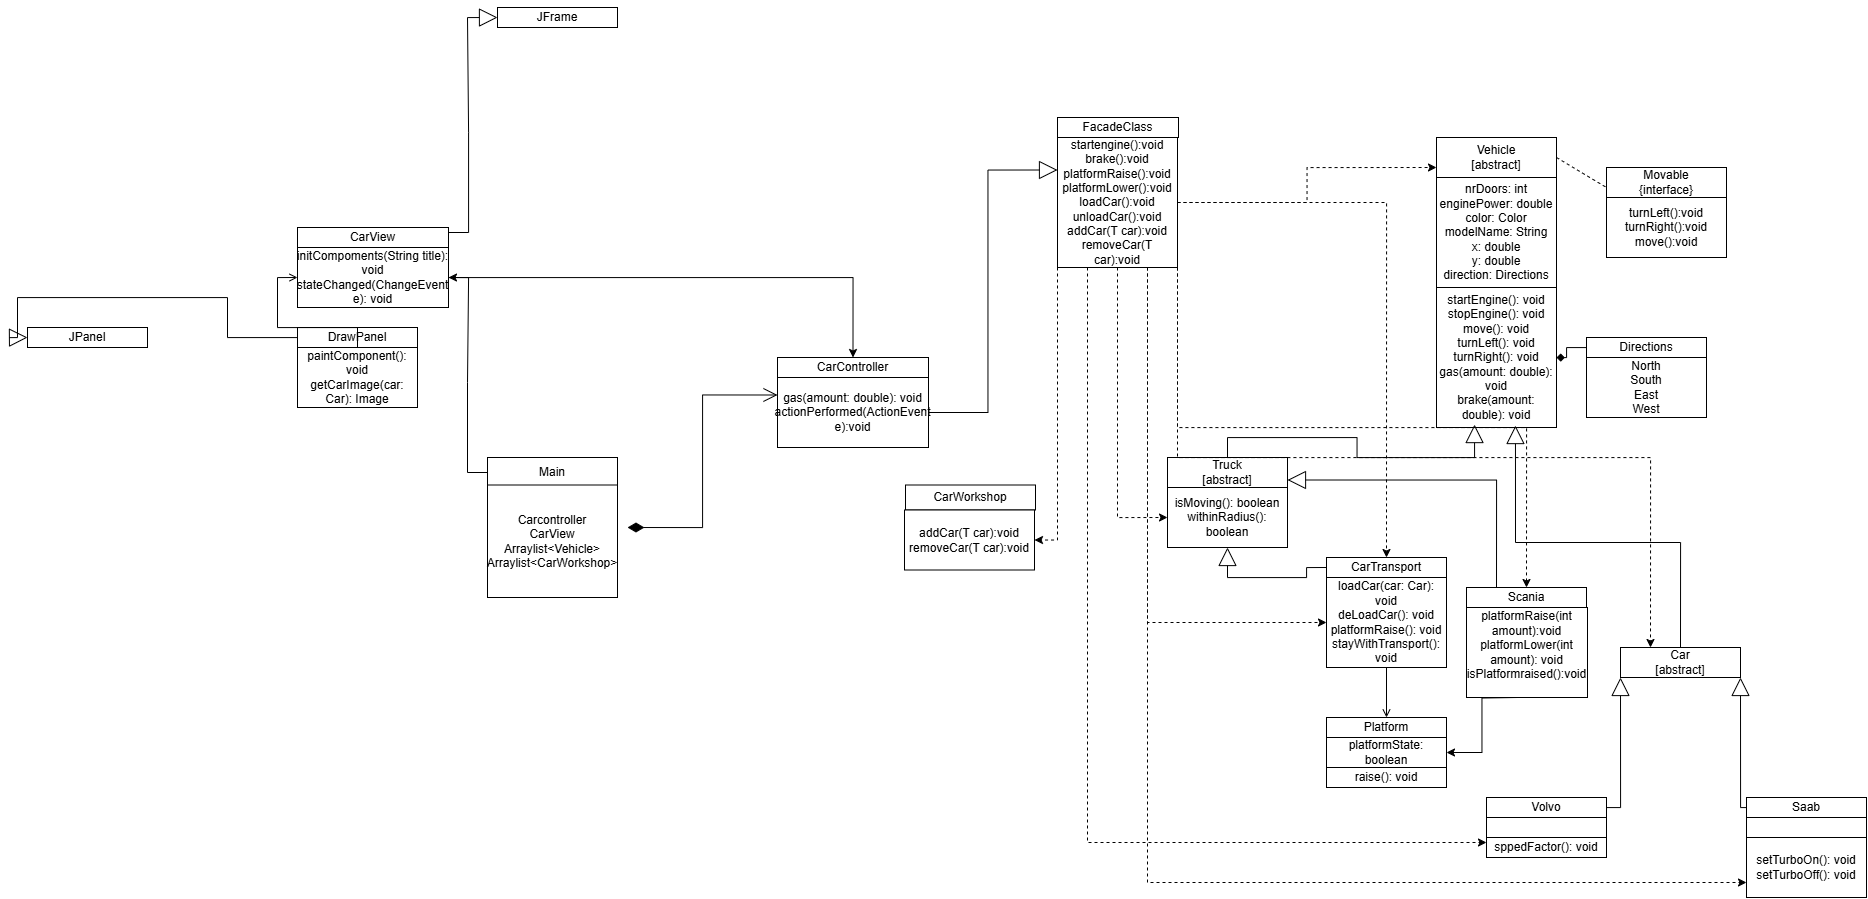 JFrame
FacadeClass
startengine():void
brake():void
platformRaise():void
platformLower():void
loadCar():void
unloadCar():void
addCar(T car):void
removeCar(T
car):void
Vehicle
[abstract]
nrDoors: int
enginePower: double
color: Color
modelName: String
x: double
y: double
direction: Directions
startEngine(): void
stopEngine(): void
move(): void
turnLeft(): void
turnRight(): void
gas(amount: double):
void
brake(amount:
double): void
Movable
{interface}
turnLeft():void
turnRight():void
move():void
CarView
initCompoments(String title):
void
stateChanged(ChangeEvent
e): void
JPanel
DrawPanel
paintComponent():
void
getCarImage(car:
Car): Image
CarController
gas(amount: double): void
actionPerformed(ActionEvent
e):void
Directions
North
South
East
West
Main
Carcontroller
CarView
Arraylist<Vehicle>
Arraylist<CarWorkshop>
CarWorkshop
addCar(T car):void
removeCar(T car):void
Truck
[abstract]
isMoving(): boolean
withinRadius():
boolean
CarTransport
loadCar(car: Car):
void
deLoadCar(): void
platformRaise(): void
stayWithTransport():
void
Scania
platformRaise(int
amount):void
platformLower(int
amount): void
isPlatformraised():void
Car
[abstract]
Platform
platformState:
boolean
raise(): void
Volvo
sppedFactor(): void
Saab
setTurboOn(): void
setTurboOff(): void